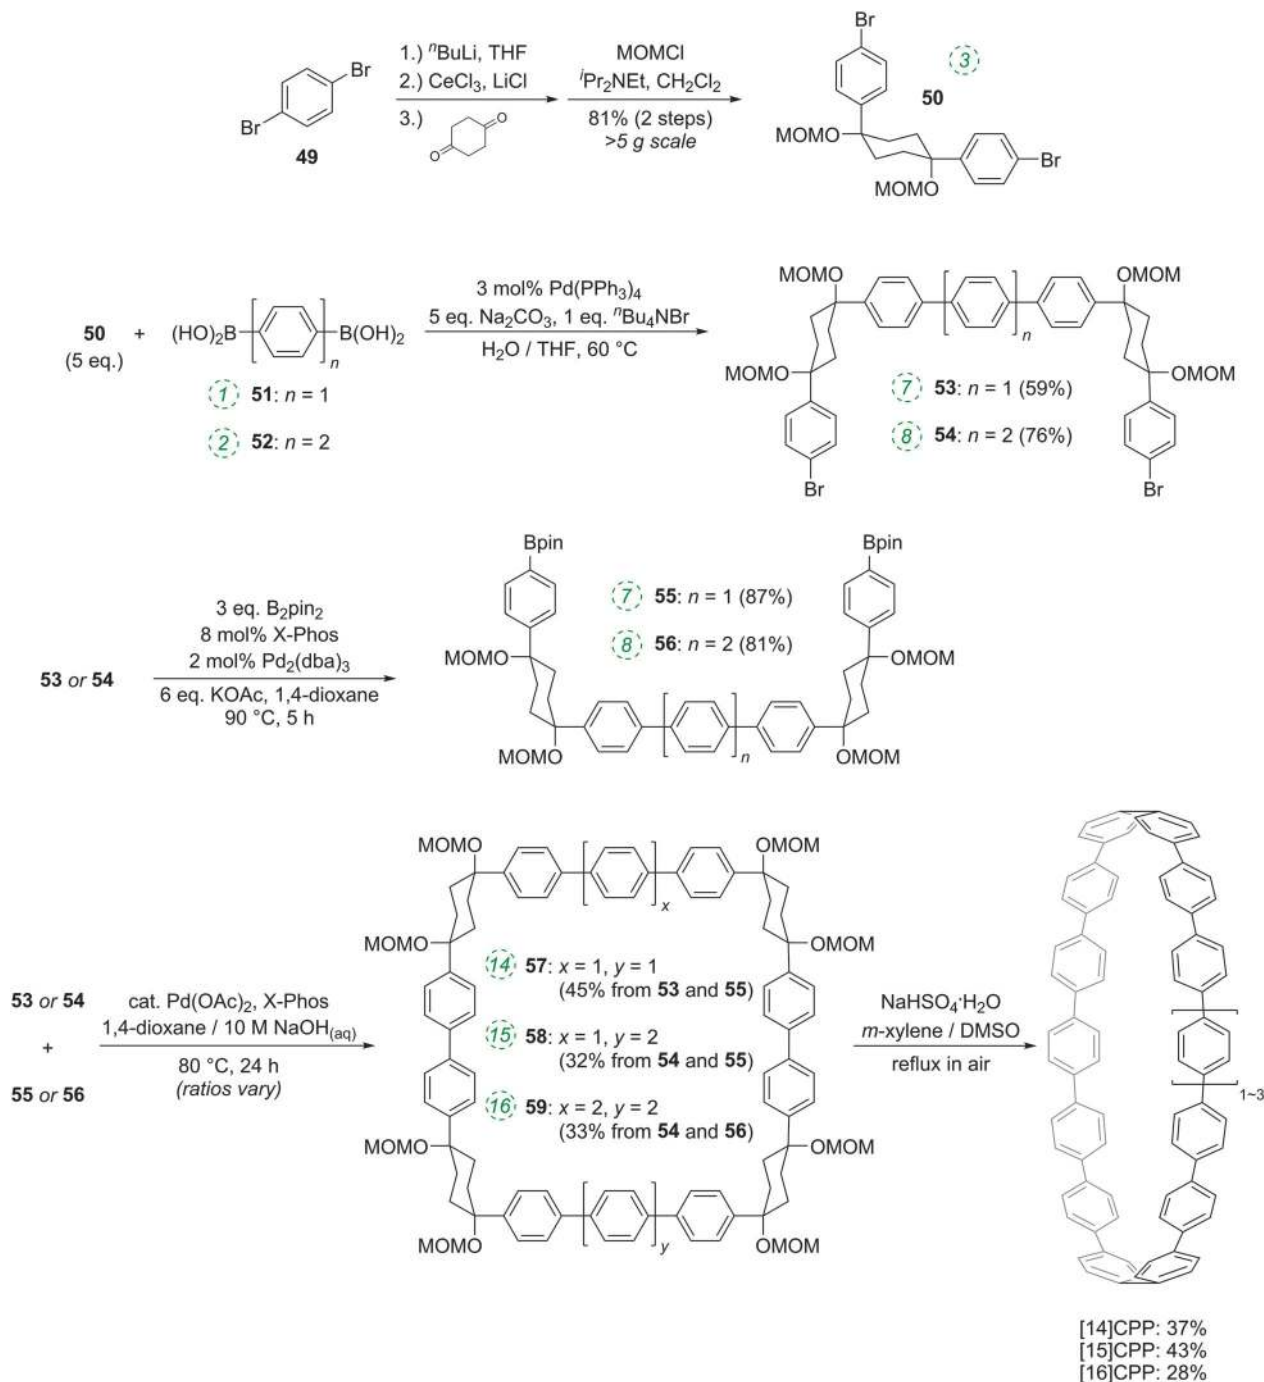 Br
Br
49
1.) ⁿBuLi, THF
2.) CeCl₃, LiCl
3.)
O
O
MOMCl
ⁱPr₂NEt, CH₂Cl₂
81% (2 steps)
>5 g scale
Br
3
50
MOMO
Br
MOMO
50
(5 eq.)
+
(HO)₂B
B(OH)₂
n
1 51: n = 1
2 52: n = 2
3 mol% Pd(PPh₃)₄
5 eq. Na₂CO₃, 1 eq. ⁿBu₄NBr
H₂O / THF, 60 °C
MOMO
OMOM
n
MOMO
OMOM
7 53: n = 1 (59%)
8 54: n = 2 (76%)
Br
Br
53 or 54
3 eq. B₂pin₂
8 mol% X-Phos
2 mol% Pd₂(dba)₃
6 eq. KOAc, 1,4-dioxane
90 °C, 5 h
Bpin
Bpin
7 55: n = 1 (87%)
8 56: n = 2 (81%)
MOMO
OMOM
n
MOMO
OMOM
53 or 54
+
55 or 56
cat. Pd(OAc)₂, X-Phos
1,4-dioxane / 10 M NaOH(aq)
80 °C, 24 h
(ratios vary)
MOMO
OMOM
x
MOMO
OMOM
14 57: x = 1, y = 1
(45% from 53 and 55)
15 58: x = 1, y = 2
(32% from 54 and 55)
16 59: x = 2, y = 2
(33% from 54 and 56)
MOMO
OMOM
MOMO
OMOM
y
NaHSO₄·H₂O
m-xylene / DMSO
reflux in air
1~3
[14]CPP: 37%
[15]CPP: 43%
[16]CPP: 28%